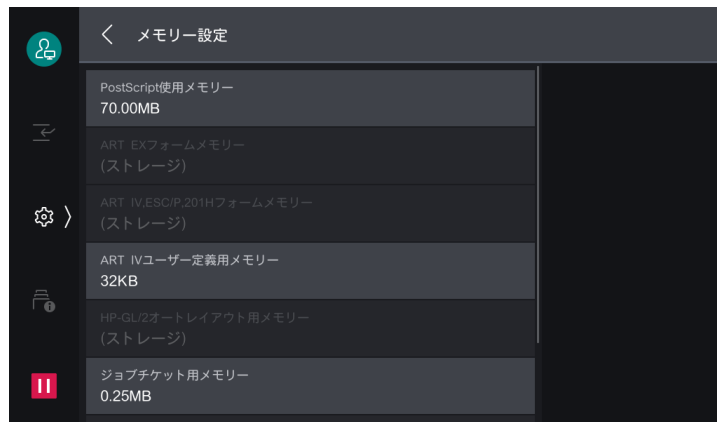 メモリー設定
PostScript使用メモリー
70.00MB
ART EXフォームメモリー
(ストレージ)
ART IV,ESC/P,201Hフォームメモリー
(ストレージ)
ART IVユーザー定義用メモリー
32KB
HP-GL/2オートレイアウト用メモリー
(ストレージ)
ジョブチケット用メモリー
0.25MB